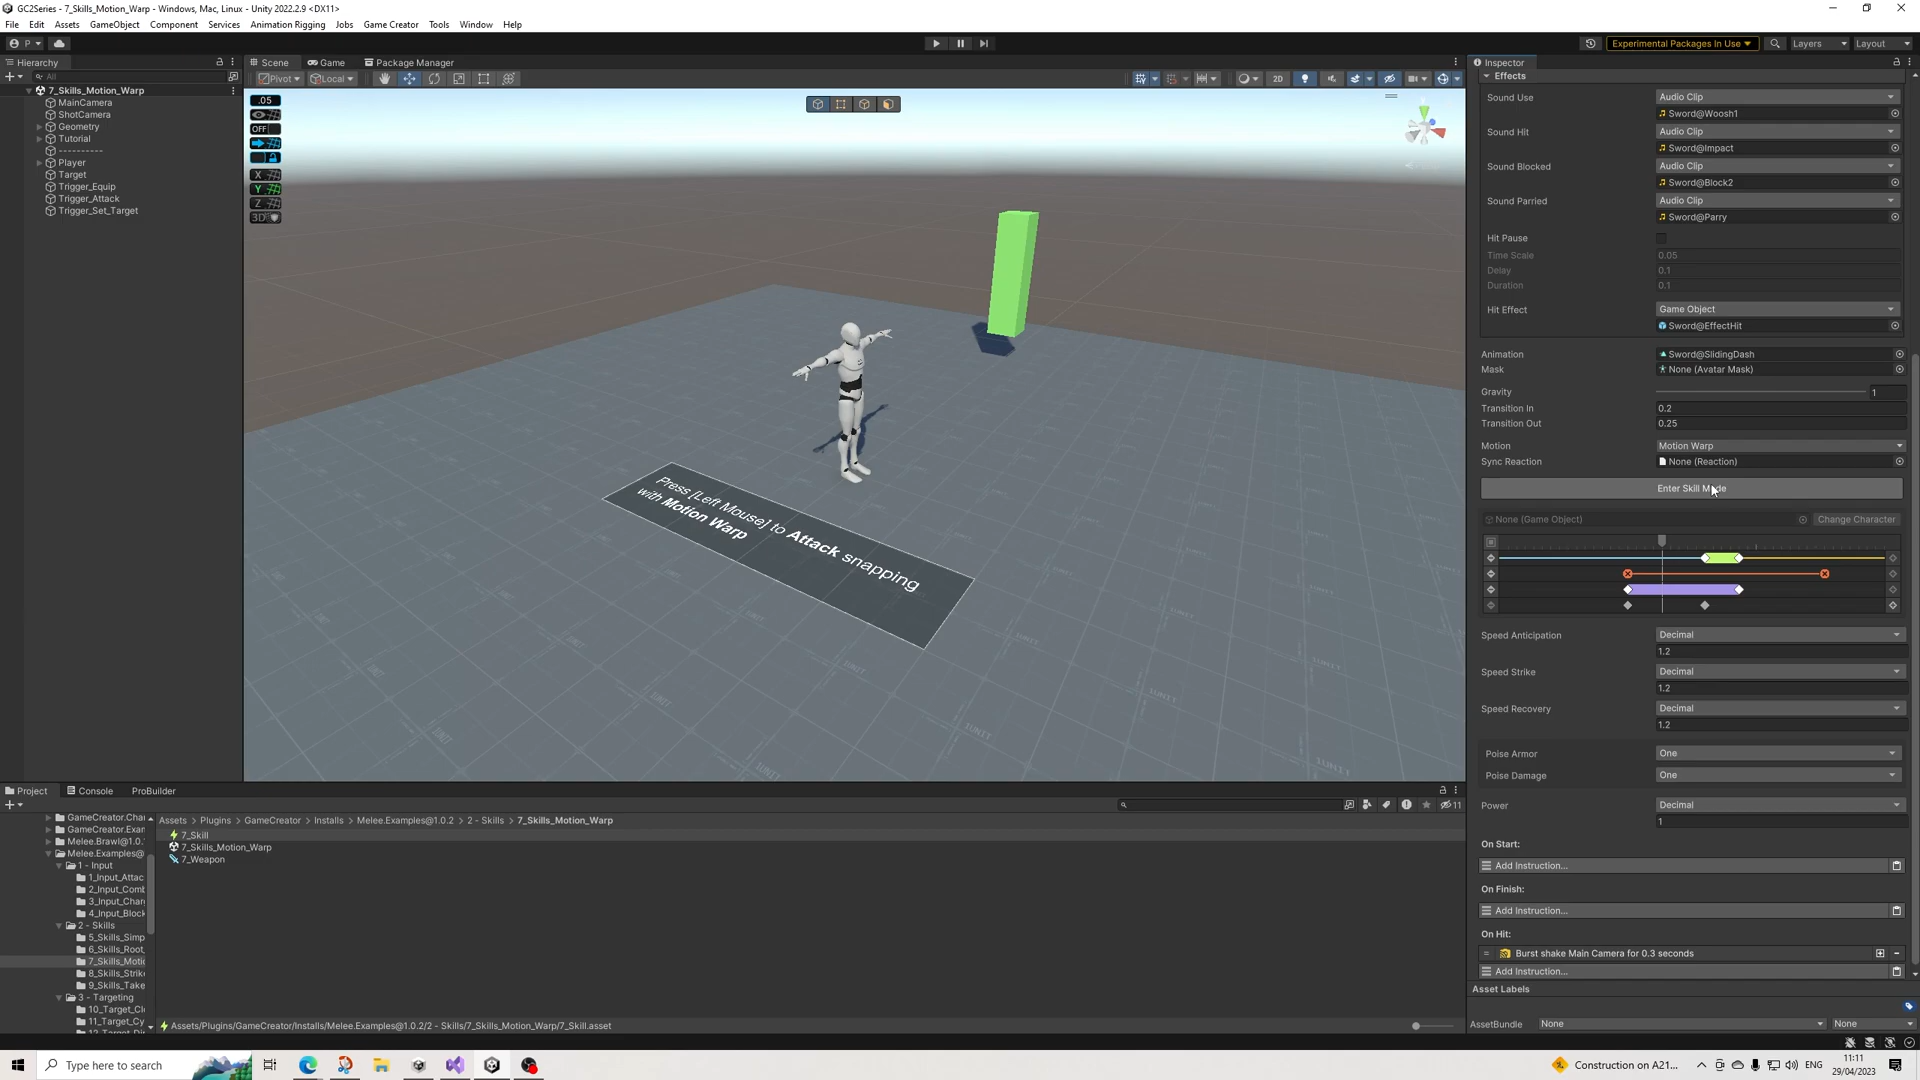 GC2Series - 7_Skills_Motion_Warp - Windows, Mac, Linux - Unity 2022.2.9 <DX11>
File Edit Assets GameObject Component Services Animation Rigging Jobs Game Creator Tools Window Help
P Experimental Packages In Use Layers Layout
Hierarchy
All
7_Skills_Motion_Warp
MainCamera
ShotCamera
Geometry
Tutorial
----------
Player
Target
Trigger_Equip
Trigger_Attack
Trigger_Set_Target
Scene Game Package Manager
Pivot Local 2D
.05
OFF
X
Y
Z
3D
Press [Left Mouse] to Attack snapping
with Motion Warp
Inspector
Effects
Sound Use Audio Clip
Sword@Woosh1
Sound Hit Audio Clip
Sword@Impact
Sound Blocked Audio Clip
Sword@Block2
Sound Parried Audio Clip
Sword@Parry
Hit Pause
Time Scale 0.05
Delay 0.1
Duration 0.1
Hit Effect Game Object
Sword@EffectHit
Animation Sword@SlidingDash
Mask None (Avatar Mask)
Gravity 1
Transition In 0.2
Transition Out 0.25
Motion Motion Warp
Sync Reaction None (Reaction)
Enter Skill Mode
None (Game Object) Change Character
Speed Anticipation Decimal
1.2
Speed Strike Decimal
1.2
Speed Recovery Decimal
1.2
Poise Armor One
Poise Damage One
Power Decimal
1
On Start:
Add Instruction...
On Finish:
Add Instruction...
On Hit:
Burst shake Main Camera for 0.3 seconds
Add Instruction...
Asset Labels
AssetBundle None None
Project Console ProBuilder
11
GameCreator.Cha
GameCreator.Exar
Melee.Brawl@1.0.
Melee.Examples@
1 - Input
1_Input_Attac
2_Input_Comb
3_Input_Char
4_Input_Block
2 - Skills
5_Skills_Simp
6_Skills_Root_
7_Skills_Motic
8_Skills_Strike
9_Skills_Take
3 - Targeting
10_Target_Cl
11_Target_Cy
Assets > Plugins > GameCreator > Installs > Melee.Examples@1.0.2 > 2 - Skills > 7_Skills_Motion_Warp
7_Skill
7_Skills_Motion_Warp
7_Weapon
Assets/Plugins/GameCreator/Installs/Melee.Examples@1.0.2/2 - Skills/7_Skills_Motion_Warp/7_Skill.asset
Type here to search
Construction on A21...
ENG
11:11
29/04/2023